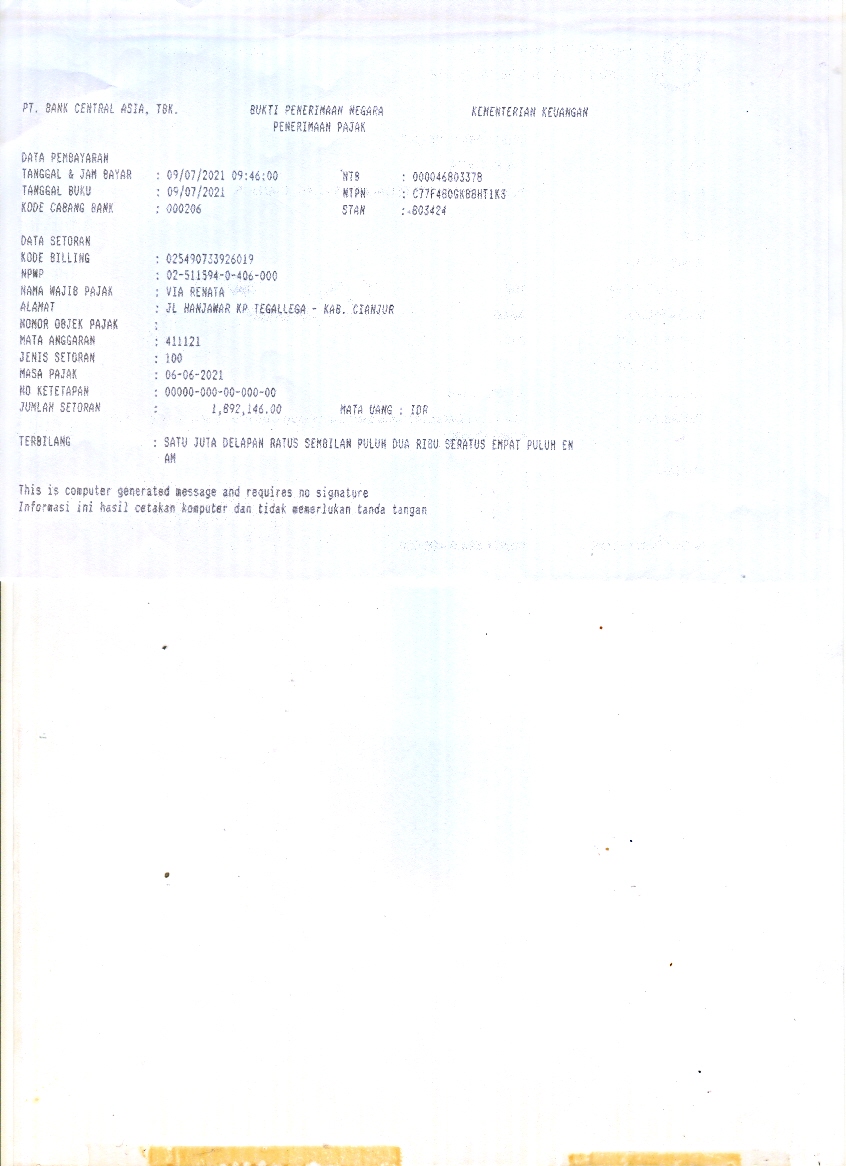 PT. BANK CENTRAL ASIA, TBK. BUKTI PENERIMAAN NEGARA KEMENTERIAN KEUANGAN
PENERIMAAN PAJAK
DATA PEMBAYARAN
TANGGAL & JAM BAYAR : 09/07/2021 09:46:00 NTB : 000046803378
TANGGAL BUKU : 09/07/2021 NTPN : C77F480GKB8HT1K3
KODE CABANG BANK : 000206 STAN : 803424
DATA SETORAN
KODE BILLING : 025490733926019
NPWP : 02-511594-0-406-000
NAMA WAJIB PAJAK : VIA RENATA
ALAMAT : JL HANJAWAR KP TEGALLEGA - KAB. CIANJUR
NOMOR OBJEK PAJAK :
MATA ANGGARAN : 411121
JENIS SETORAN : 100
MASA PAJAK : 06-06-2021
NO KETETAPAN : 00000-000-00-000-00
JUMLAH SETORAN : 1,892,146.00 MATA UANG : IDR
TERBILANG : SATU JUTA DELAPAN RATUS SEMBILAN PULUH DUA RIBU SERATUS EMPAT PULUH EN
AM
This is computer generated message and requires no signature
Informasi ini hasil cetakan komputer dan tidak memerlukan tanda tangan